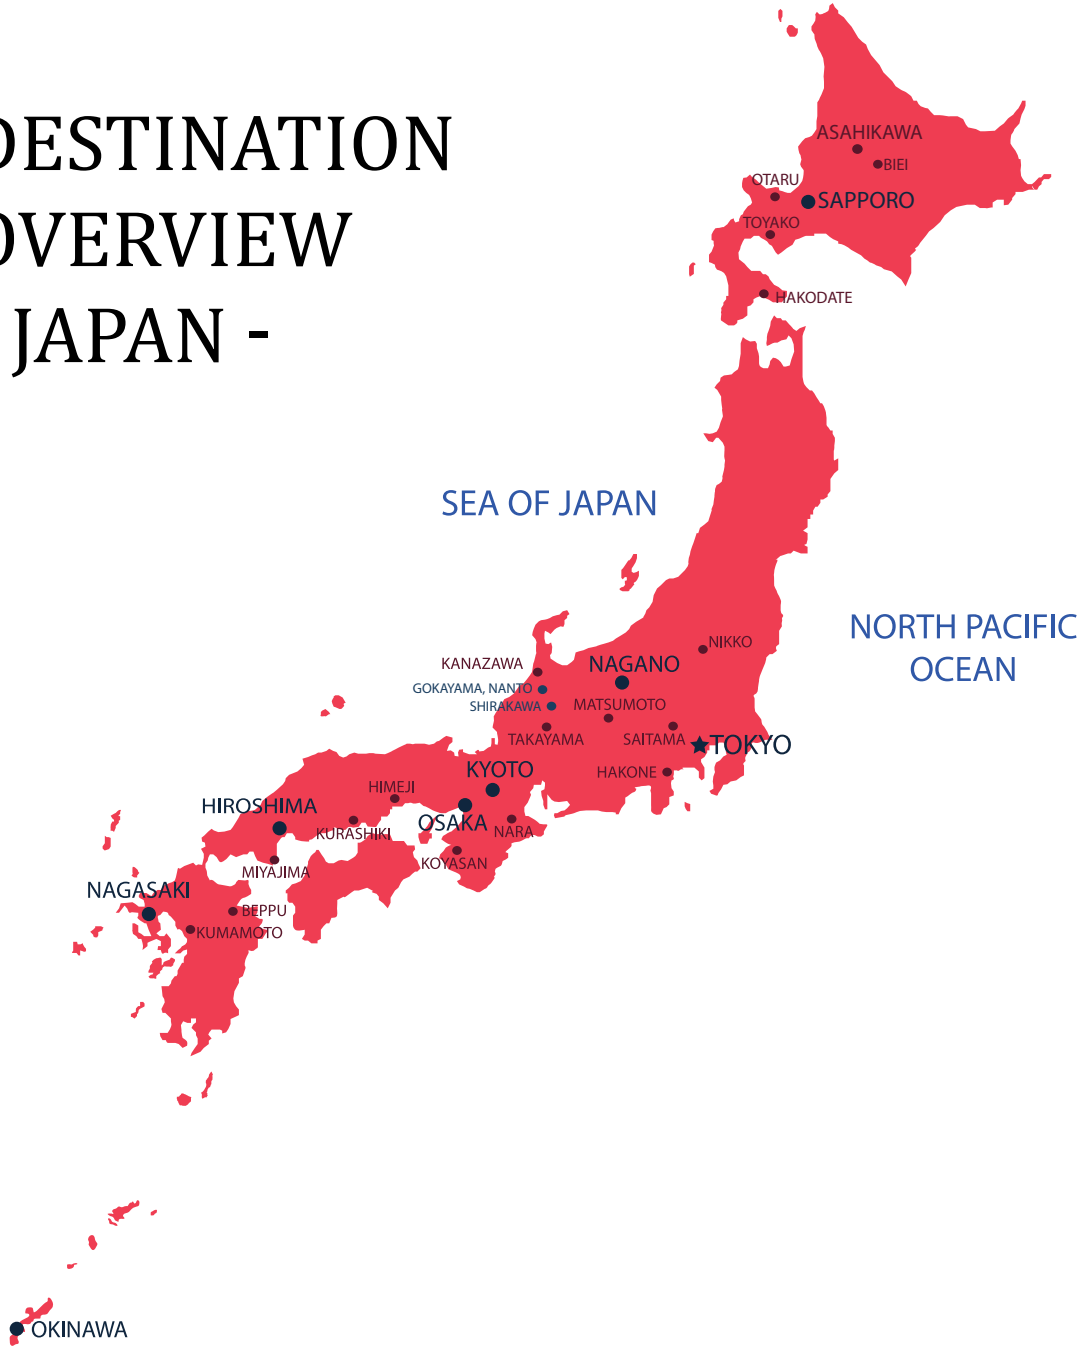 DESTINATION
OVERVIEW
JAPAN -
ASAHIKAWA
BIEI
OTARU
SAPPORO
TOYAKO
HAKODATE
SEA OF JAPAN
NORTH PACIFIC
OCEAN
NIKKO
KANAZAWA
NAGANO
GOKAYAMA, NANTO
SHIRAKAWA
MATSUMOTO
TAKAYAMA
SAITAMA
TOKYO
HAKONE
KYOTO
HIMEJI
HIROSHIMA
OSAKA
KURASHIKI
NARA
KOYASAN
MIYAJIMA
NAGASAKI
BEPPU
KUMAMOTO
OKINAWA